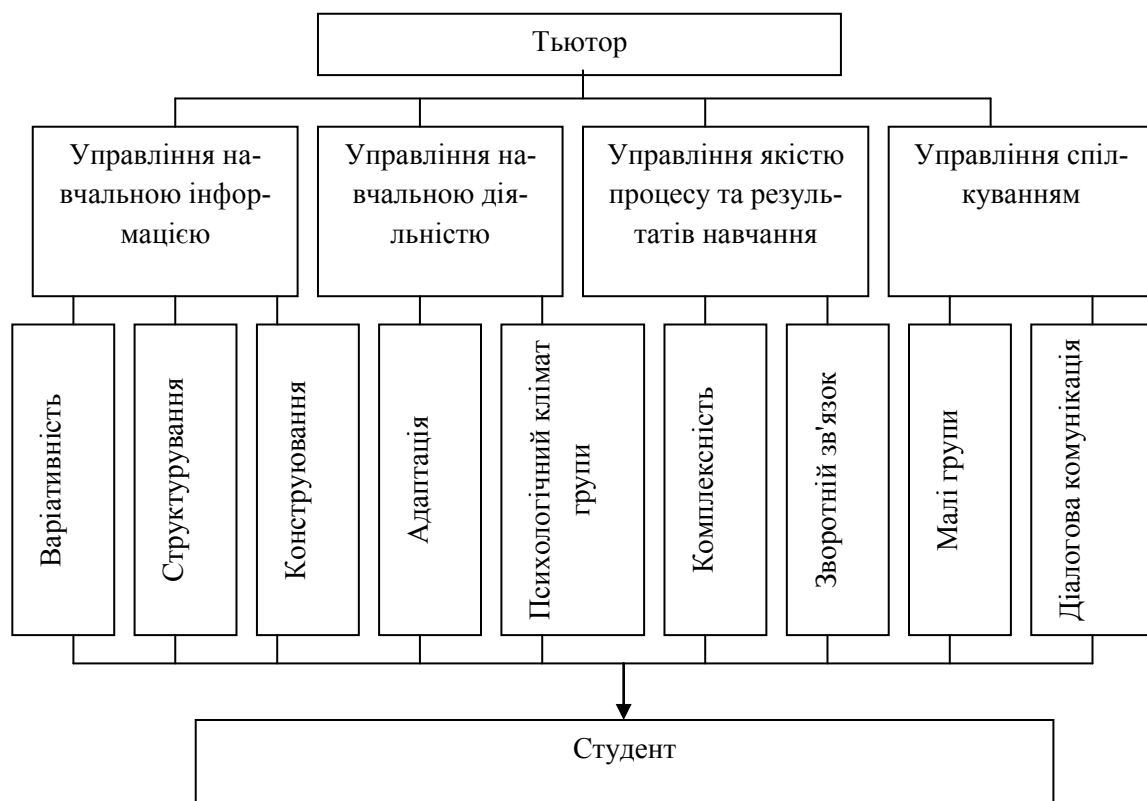 Тьютор
Управління на-
вчальною інфор-
мацією
Управління на-
вчальною дія-
льністю
Управління якістю
процесу та резуль-
татів навчання
Управління спіл-
куванням
Варіативність
Структурування
Конструювання
Адаптація
Психологічний клімат
групи
Комплексність
Зворотній зв'язок
Малі групи
Діалогова комунікація
Студент